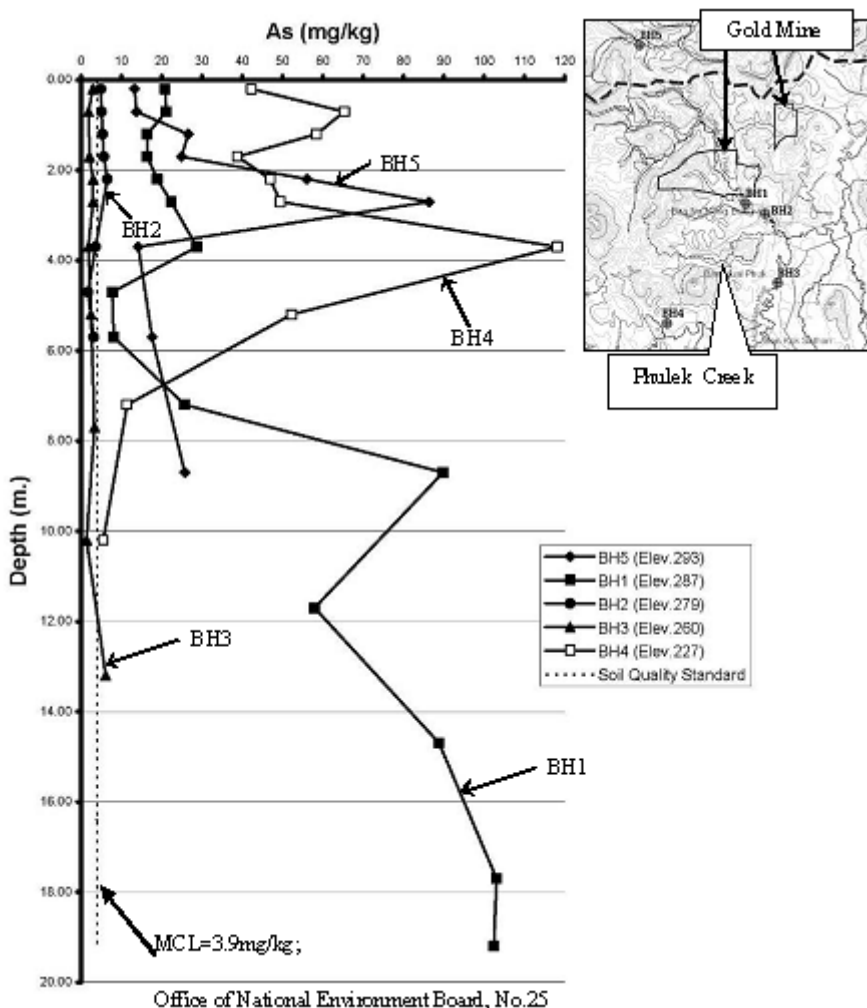 As (mg/kg)
0 10 20 30 40 50 60 70 80 90 100 110 120
0.00
2.00
4.00
6.00
8.00
10.00
12.00
14.00
16.00
18.00
20.00
Depth (m.)
BH5
BH2
BH4
BH3
BH1
MCL=3.9mg/kg;
Office of National Environment Board, No.25
Gold Mine
BH5
BH1
BH2
BH3
BH4
Phulek Creek
BH5 (Elev.293)
BH1 (Elev.287)
BH2 (Elev.279)
BH3 (Elev.260)
BH4 (Elev.227)
Soil Quality Standard